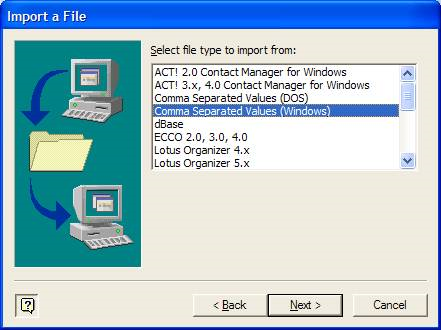 Import a File
Select file type to import from:
ACT! 2.0 Contact Manager for Windows
ACT! 3.x, 4.0 Contact Manager for Windows
Comma Separated Values (DOS)
Comma Separated Values (Windows)
dBase
ECCO 2.0, 3.0, 4.0
Lotus Organizer 4.x
Lotus Organizer 5.x
< Back
Next >
Cancel